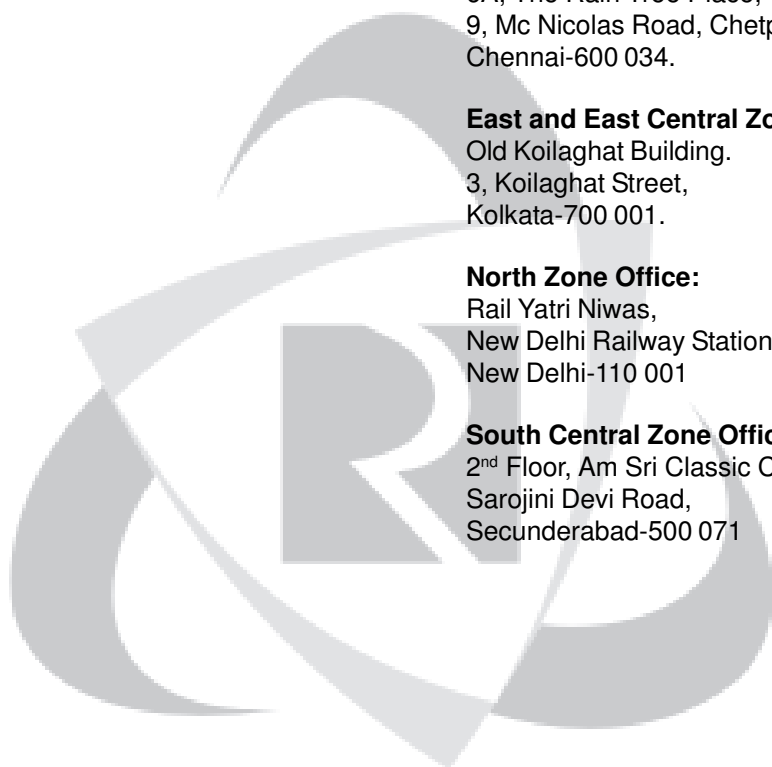 9, Mc Nicolas Road, Chetp
Chennai-600 034.
East and East Central Zo
Old Koilaghat Building.
3, Koilaghat Street,
Kolkata-700 001.
North Zone Office:
Rail Yatri Niwas,
New Delhi Railway Station
New Delhi-110 001
South Central Zone Offic
2nd Floor, Am Sri Classic C
Sarojini Devi Road,
Secunderabad-500 071